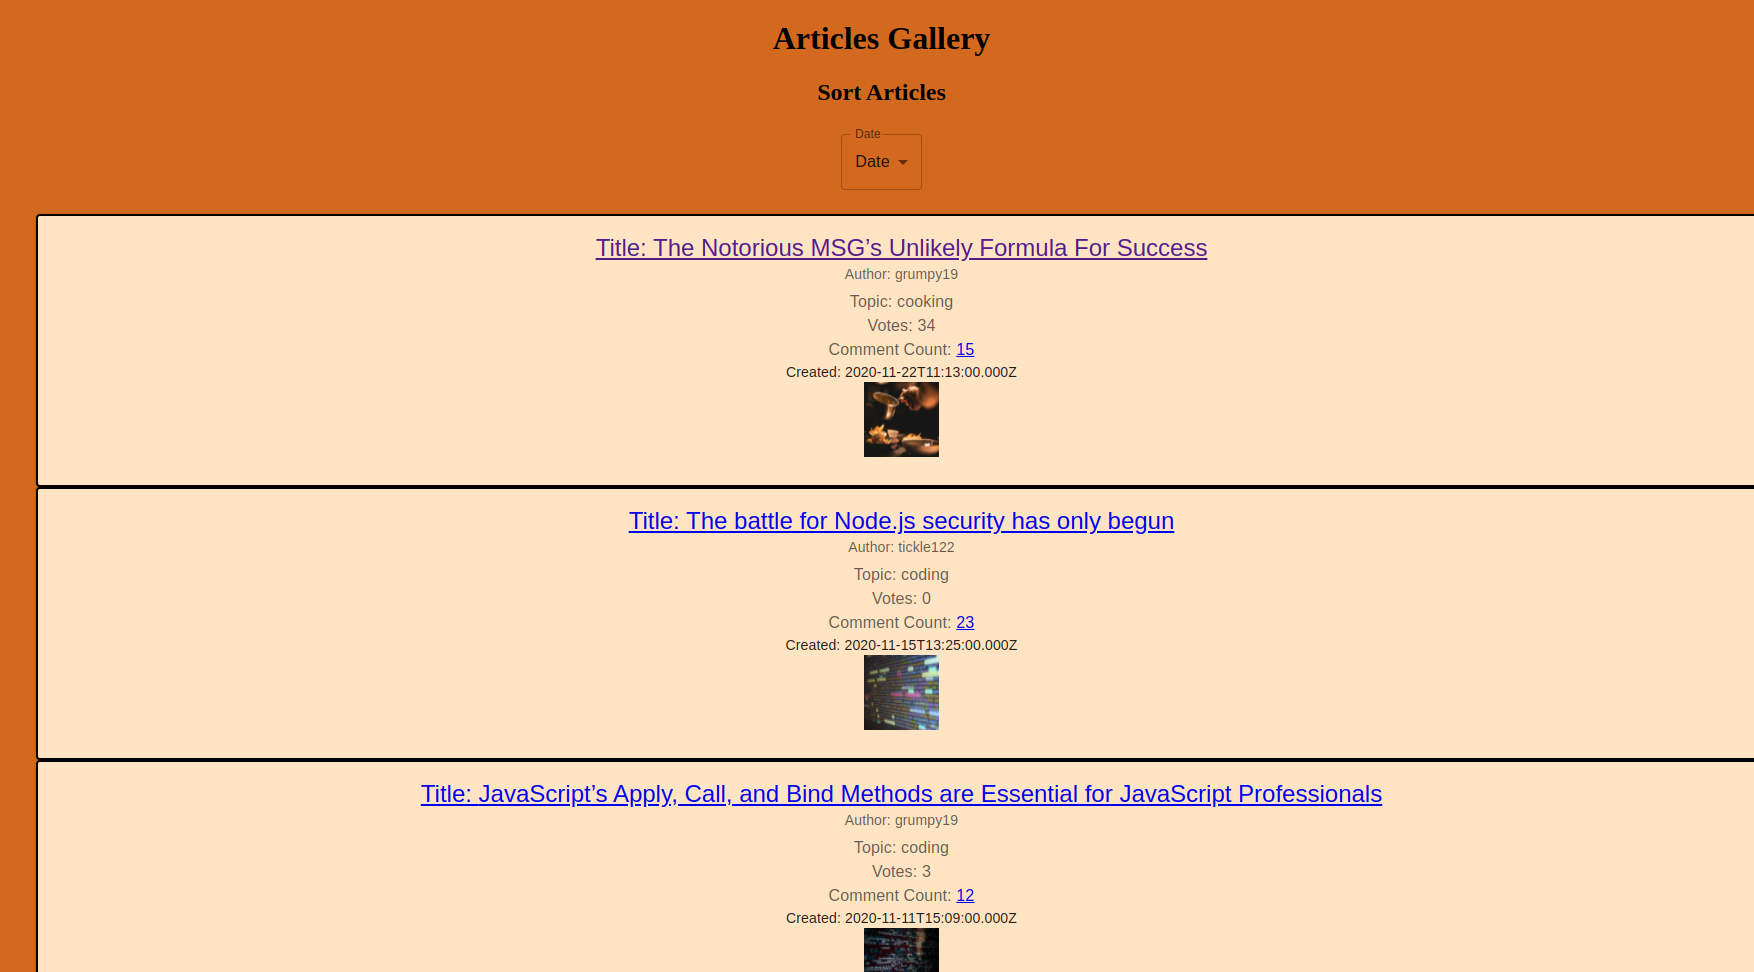 Articles Gallery
Sort Articles
Date
Date
Title: The Notorious MSG’s Unlikely Formula For Success
Author: grumpy19
Topic: cooking
Votes: 34
Comment Count: 15
Created: 2020-11-22T11:13:00.000Z
Title: The battle for Node.js security has only begun
Author: tickle122
Topic: coding
Votes: 0
Comment Count: 23
Created: 2020-11-15T13:25:00.000Z
Title: JavaScript’s Apply, Call, and Bind Methods are Essential for JavaScript Professionals
Author: grumpy19
Topic: coding
Votes: 3
Comment Count: 12
Created: 2020-11-11T15:09:00.000Z